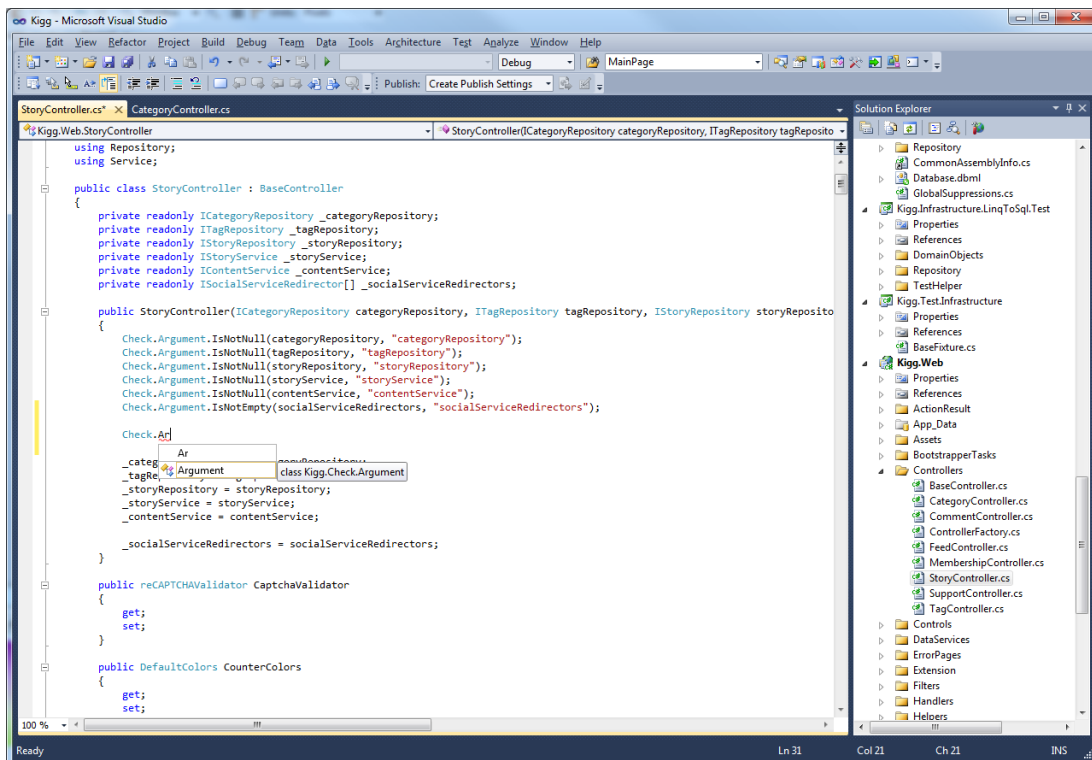 Kigg - Microsoft Visual Studio
File Edit View Refactor Project Build Debug Team Data Tools Architecture Test Analyze Window Help
Debug MainPage
Publish: Create Publish Settings
StoryController.cs* CategoryController.cs
Kigg.Web.StoryController StoryController(ICategoryRepository categoryRepository, ITagRepository tagReposito
using Repository;
using Service;
public class StoryController : BaseController
{
private readonly ICategoryRepository _categoryRepository;
private readonly ITagRepository _tagRepository;
private readonly IStoryRepository _storyRepository;
private readonly IStoryService _storyService;
private readonly IContentService _contentService;
private readonly ISocialServiceRedirector[] _socialServiceRedirectors;
public StoryController(ICategoryRepository categoryRepository, ITagRepository tagRepository, IStoryRepository storyReposito
{
Check.Argument.IsNotNull(categoryRepository, "categoryRepository");
Check.Argument.IsNotNull(tagRepository, "tagRepository");
Check.Argument.IsNotNull(storyRepository, "storyRepository");
Check.Argument.IsNotNull(storyService, "storyService");
Check.Argument.IsNotNull(contentService, "contentService");
Check.Argument.IsNotEmpty(socialServiceRedirectors, "socialServiceRedirectors");
Check.Ar
Ar
Argument class Kigg.Check.Argument
_categ
_tagRe
_storyRepository = storyRepository;
_storyService = storyService;
_contentService = contentService;
_socialServiceRedirectors = socialServiceRedirectors;
}
public reCAPTCHAValidator CaptchaValidator
{
get;
set;
}
public DefaultColors CounterColors
{
get;
set;
100 %
Solution Explorer
Repository
CommonAssemblyInfo.cs
Database.dbml
GlobalSuppressions.cs
Kigg.Infrastructure.LinqToSql.Test
Properties
References
DomainObjects
Repository
TestHelper
Kigg.Test.Infrastructure
Properties
References
BaseFixture.cs
Kigg.Web
Properties
References
ActionResult
App_Data
Assets
BootstrapperTasks
Controllers
BaseController.cs
CategoryController.cs
CommentController.cs
ControllerFactory.cs
FeedController.cs
MembershipController.cs
StoryController.cs
SupportController.cs
TagController.cs
Controls
DataServices
ErrorPages
Extension
Filters
Handlers
Helpers
Ready Ln 31 Col 21 Ch 21 INS